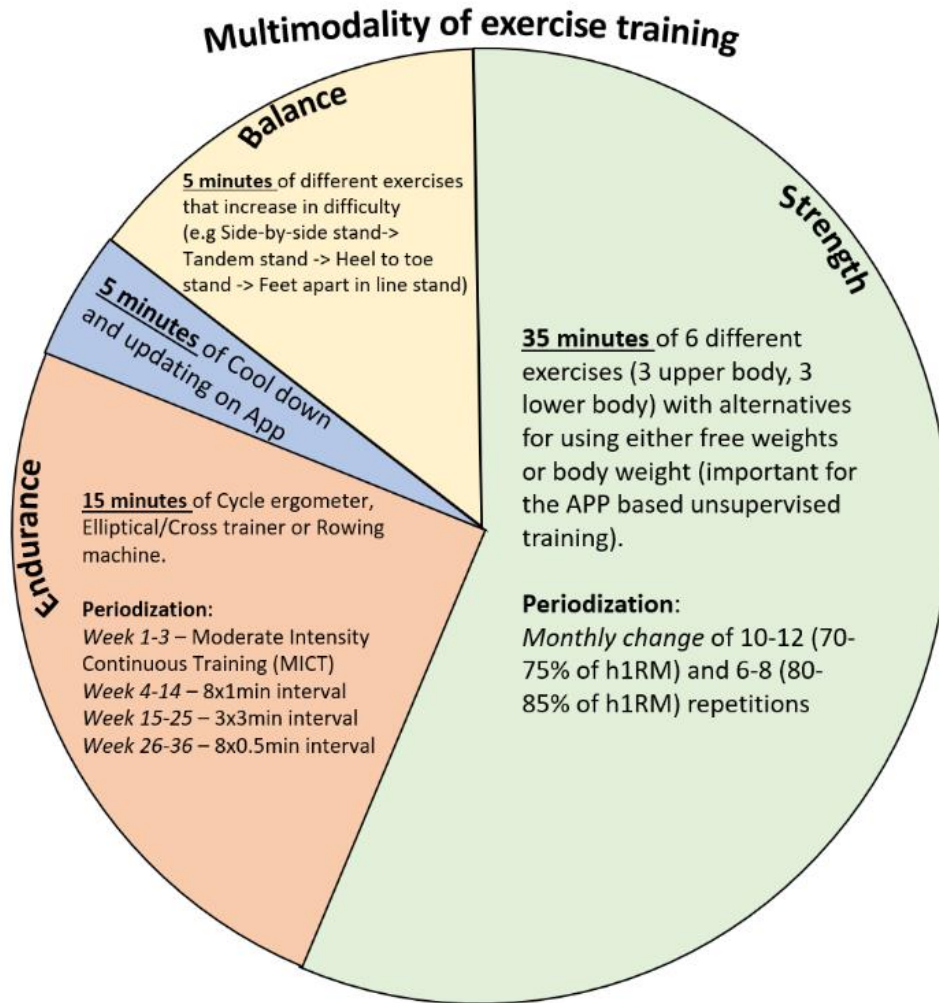 Multimodality of exercise training
Balance
5 minutes of different exercises
that increase in difficulty
(e.g Side-by-side stand->
Tandem stand -> Heel to toe
stand -> Feet apart in line stand)
Strength
35 minutes of 6 different
exercises (3 upper body, 3
lower body) with alternatives
for using either free weights
or body weight (important for
the APP based unsupervised
training).
Periodization:
Monthly change of 10-12 (70-
75% of h1RM) and 6-8 (80-
85% of h1RM) repetitions
5 minutes of Cool down
and updating on App
Endurance
15 minutes of Cycle ergometer,
Elliptical/Cross trainer or Rowing
machine.
Periodization:
Week 1-3 – Moderate Intensity
Continuous Training (MICT)
Week 4-14 – 8x1min interval
Week 15-25 – 3x3min interval
Week 26-36 – 8x0.5min interval